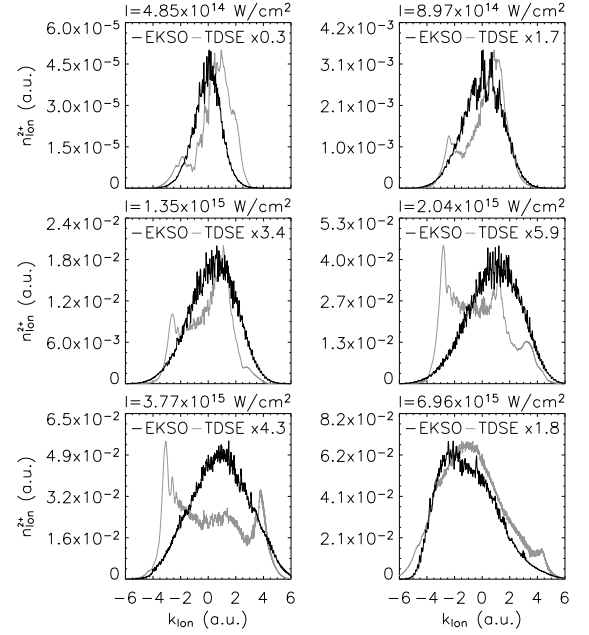 I=4.85x10¹⁴ W/cm²
−EKSO−TDSE x0.3
6.0x10⁻⁵
4.5x10⁻⁵
3.0x10⁻⁵
1.5x10⁻⁵
0
n²⁺Ion (a.u.)
I=8.97x10¹⁴ W/cm²
−EKSO−TDSE x1.7
4.2x10⁻³
3.1x10⁻³
2.1x10⁻³
1.0x10⁻³
0
I=1.35x10¹⁵ W/cm²
−EKSO−TDSE x3.4
2.4x10⁻²
1.8x10⁻²
1.2x10⁻²
6.0x10⁻³
0
n²⁺Ion (a.u.)
I=2.04x10¹⁵ W/cm²
−EKSO−TDSE x5.9
5.3x10⁻²
4.0x10⁻²
2.7x10⁻²
1.3x10⁻²
0
I=3.77x10¹⁵ W/cm²
−EKSO−TDSE x4.3
6.5x10⁻²
4.9x10⁻²
3.2x10⁻²
1.6x10⁻²
0
n²⁺Ion (a.u.)
−6 −4 −2 0 2 4 6
kIon (a.u.)
I=6.96x10¹⁵ W/cm²
−EKSO−TDSE x1.8
8.2x10⁻²
6.2x10⁻²
4.1x10⁻²
2.1x10⁻²
0
−6 −4 −2 0 2 4 6
kIon (a.u.)